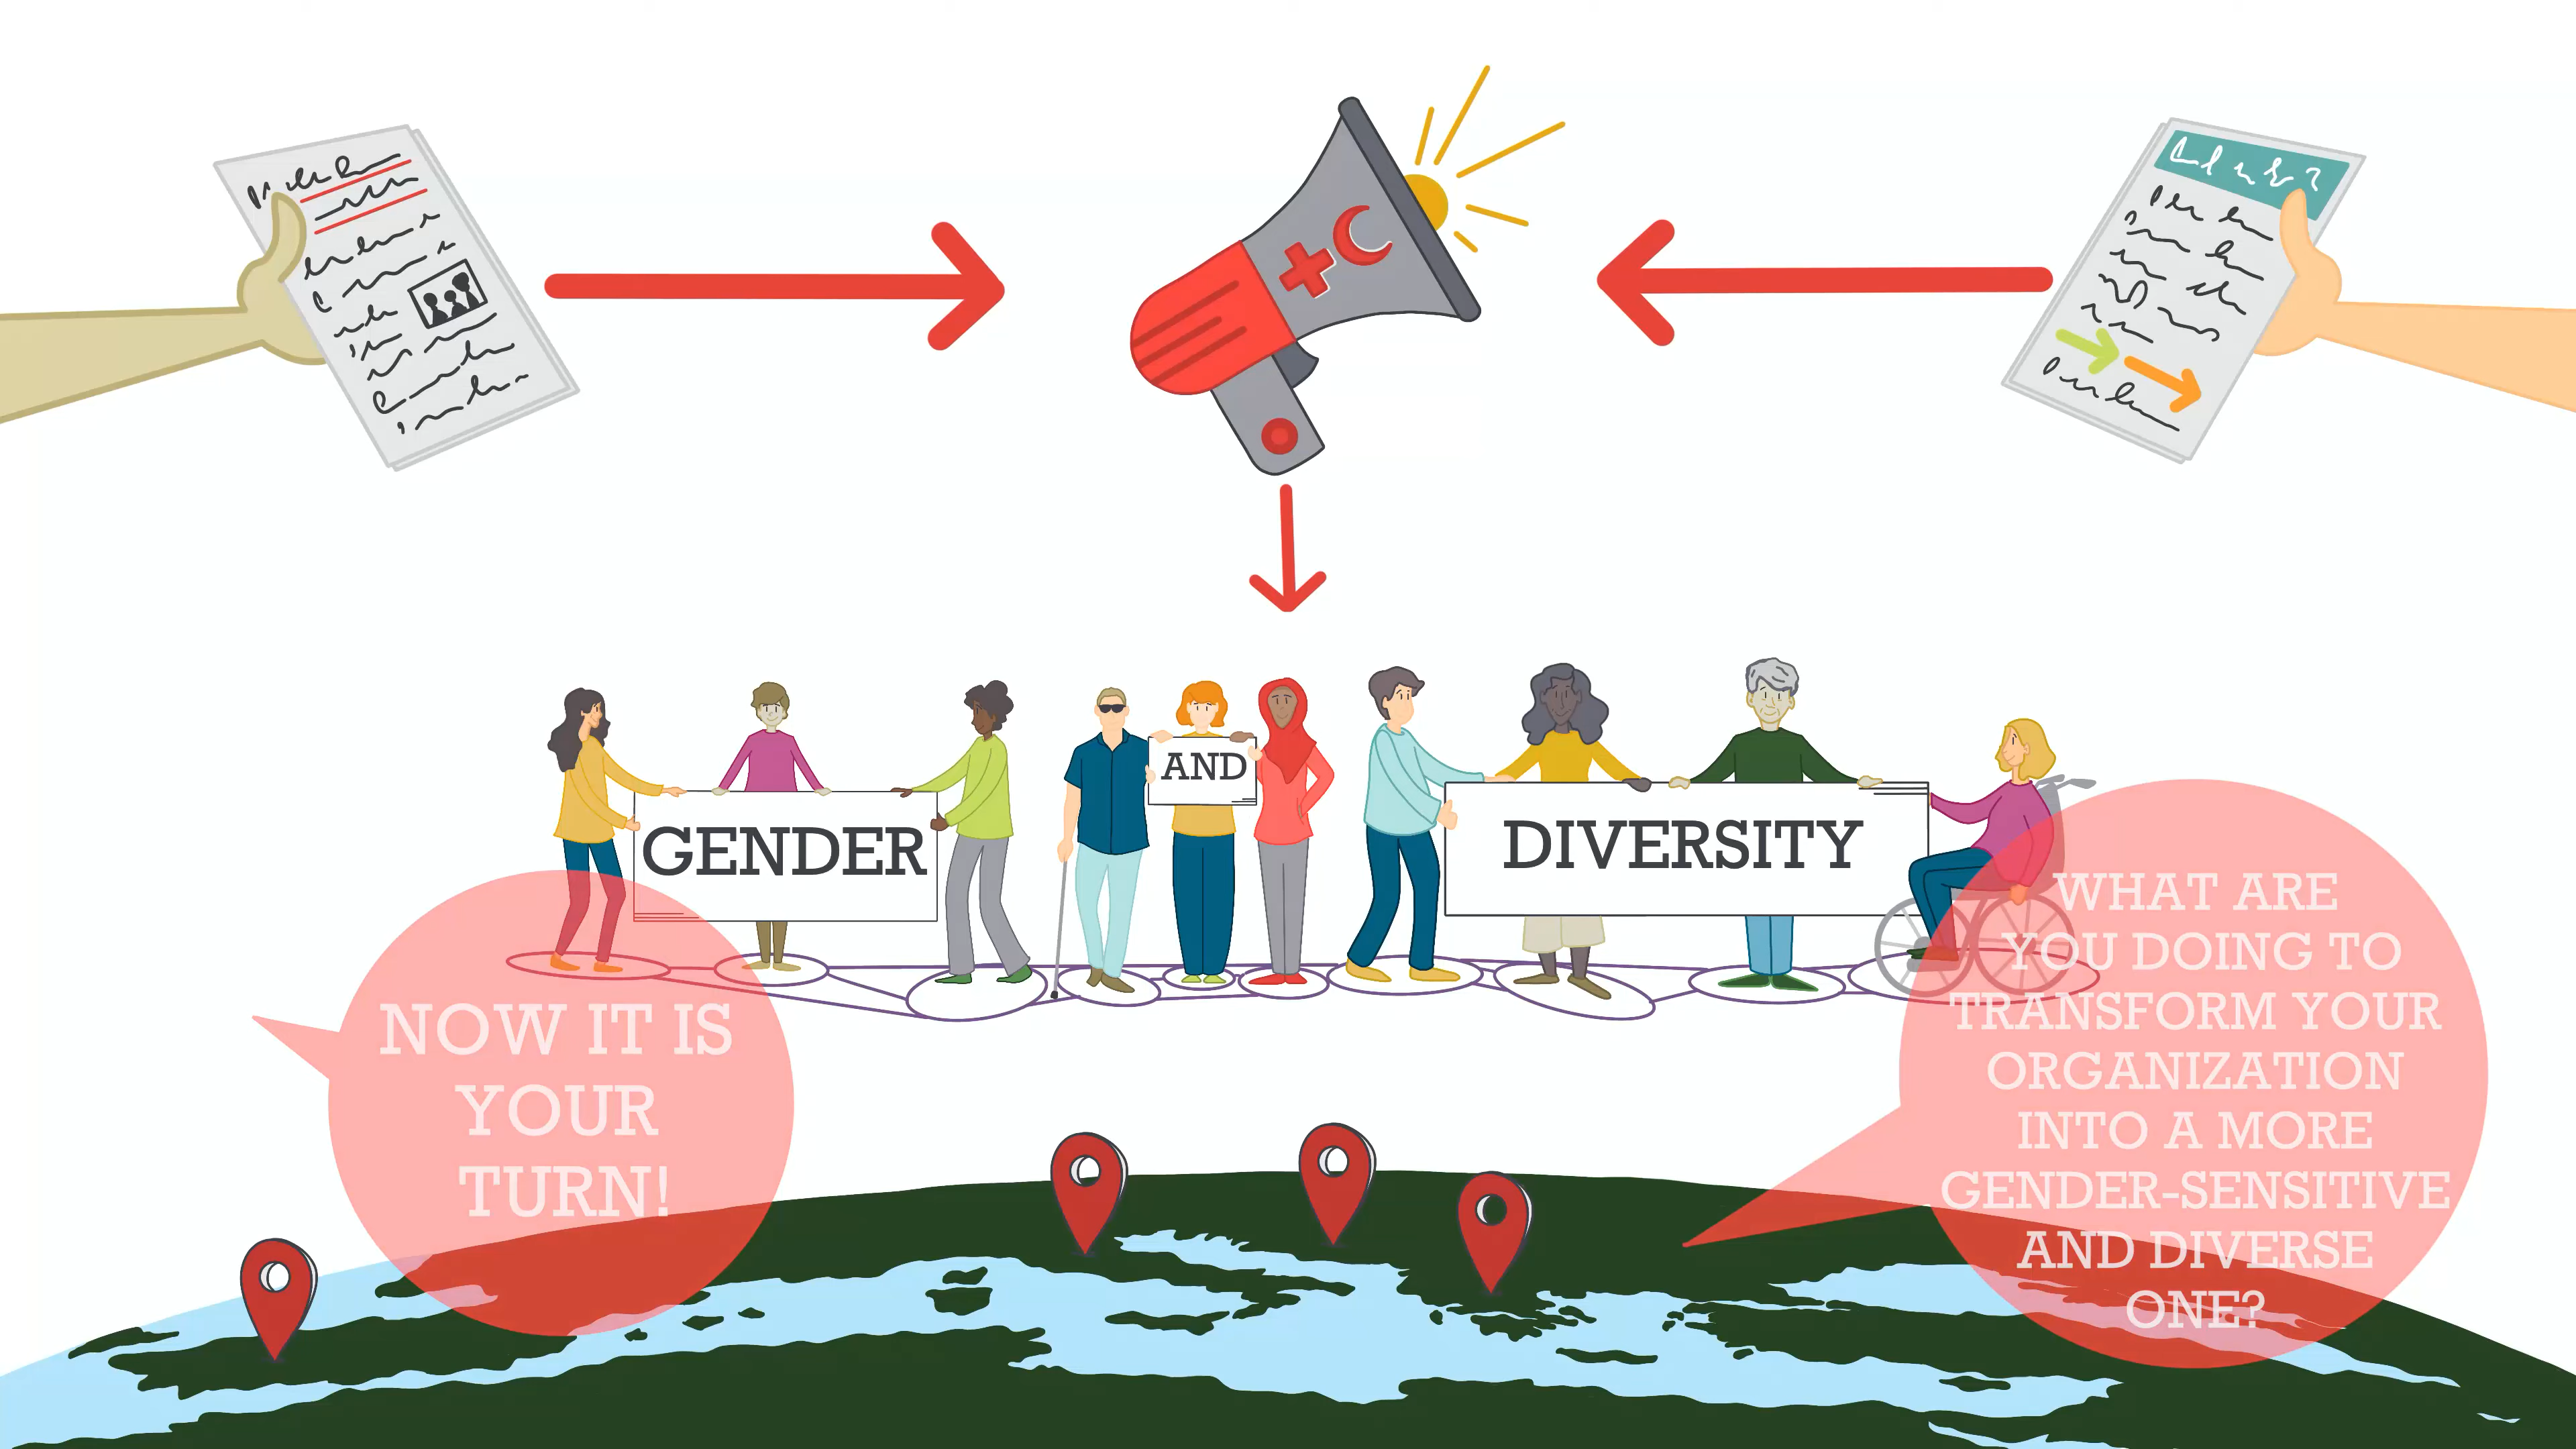 GENDER
AND
DIVERSITY
NOW IT IS
YOUR
TURN!
WHAT ARE
YOU DOING TO
TRANSFORM YOUR
ORGANIZATION
INTO A MORE
GENDER-SENSITIVE
AND DIVERSE
ONE?